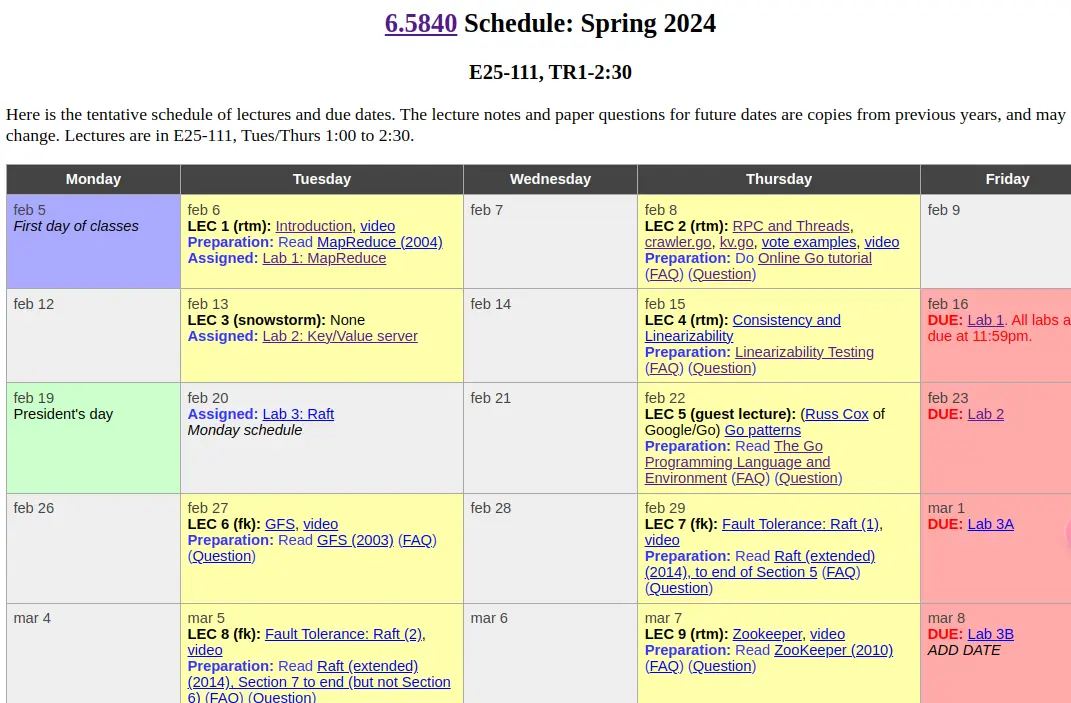 6.5840 Schedule: Spring 2024
E25-111, TR1-2:30
Here is the tentative schedule of lectures and due dates. The lecture notes and paper questions for future dates are copies from previous years, and may
change. Lectures are in E25-111, Tues/Thurs 1:00 to 2:30.
Monday
Tuesday
Wednesday
Thursday
Friday
feb 5
First day of classes
feb 6
LEC 1 (rtm): Introduction, video
Preparation: Read MapReduce (2004)
Assigned: Lab 1: MapReduce
feb 7
feb 8
LEC 2 (rtm): RPC and Threads,
crawler.go, kv.go, vote examples, video
Preparation: Do Online Go tutorial
(FAQ) (Question)
feb 9
feb 12
feb 13
LEC 3 (snowstorm): None
Assigned: Lab 2: Key/Value server
feb 14
feb 15
LEC 4 (rtm): Consistency and
Linearizability
Preparation: Linearizability Testing
(FAQ) (Question)
feb 16
DUE: Lab 1. All labs a
due at 11:59pm.
feb 19
President's day
feb 20
Assigned: Lab 3: Raft
Monday schedule
feb 21
feb 22
LEC 5 (guest lecture): (Russ Cox of
Google/Go) Go patterns
Preparation: Read The Go
Programming Language and
Environment (FAQ) (Question)
feb 23
DUE: Lab 2
feb 26
feb 27
LEC 6 (fk): GFS, video
Preparation: Read GFS (2003) (FAQ)
(Question)
feb 28
feb 29
LEC 7 (fk): Fault Tolerance: Raft (1),
video
Preparation: Read Raft (extended)
(2014), to end of Section 5 (FAQ)
(Question)
mar 1
DUE: Lab 3A
mar 4
mar 5
LEC 8 (fk): Fault Tolerance: Raft (2),
video
Preparation: Read Raft (extended)
(2014), Section 7 to end (but not Section
6) (FAQ) (Question)
mar 6
mar 7
LEC 9 (rtm): Zookeeper, video
Preparation: Read ZooKeeper (2010)
(FAQ) (Question)
mar 8
DUE: Lab 3B
ADD DATE